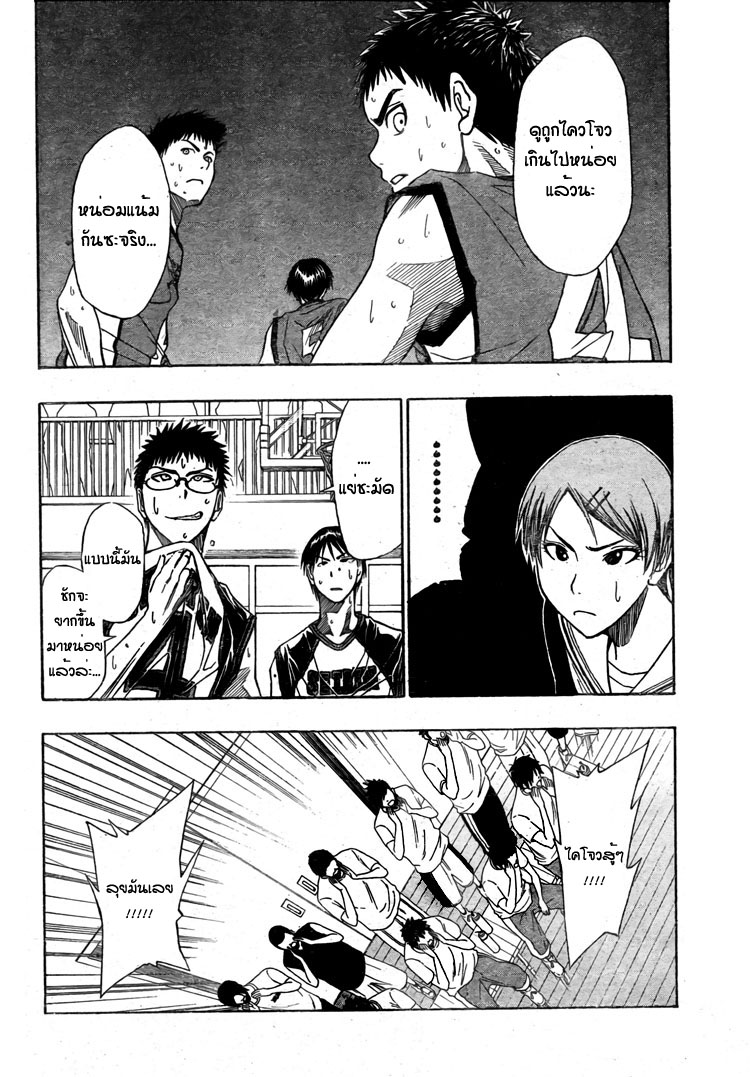 ดูถูกไควโจว
เกินไปหน่อย
แล้วนะ
หน่อมแน้ม
กันซะจริง...
..........
....
แย่ชะมัด
แบบนี้มัน
ชักจะ
ยากขึ้น
มาหน่อย
แล้วล่ะ...
ไคโจวสู้ๆ
!!!!
ลุยมันเลย
!!!!!